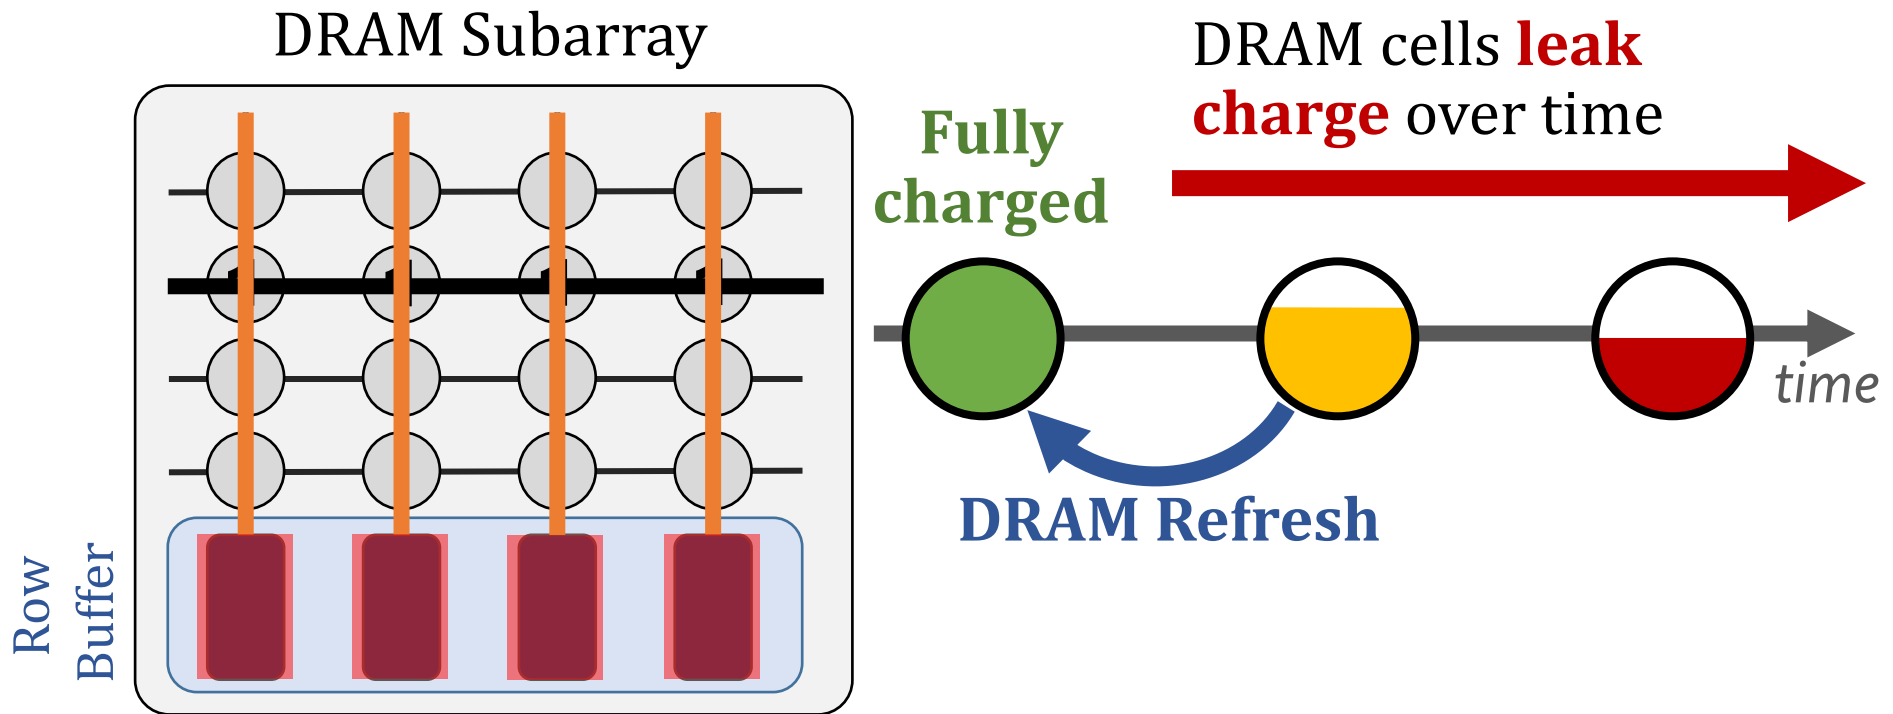 DRAM Subarray
DRAM cells leak
charge over time
Fully
charged
time
DRAM Refresh
Row
Buffer